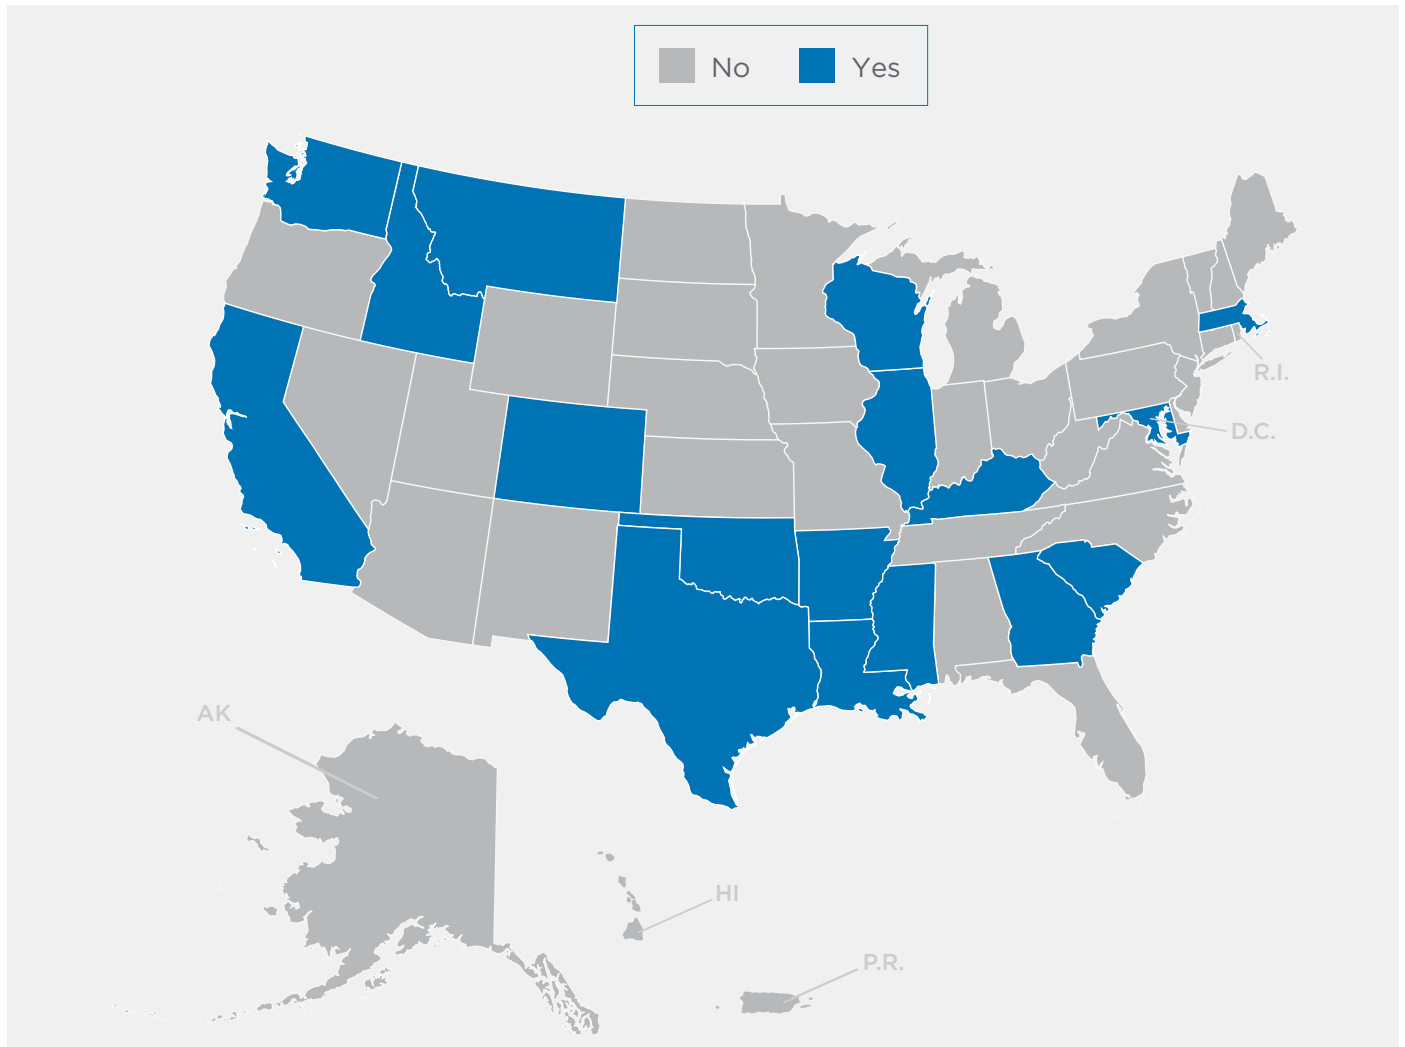 No Yes
R.I.
D.C.
AK
HI
P.R.